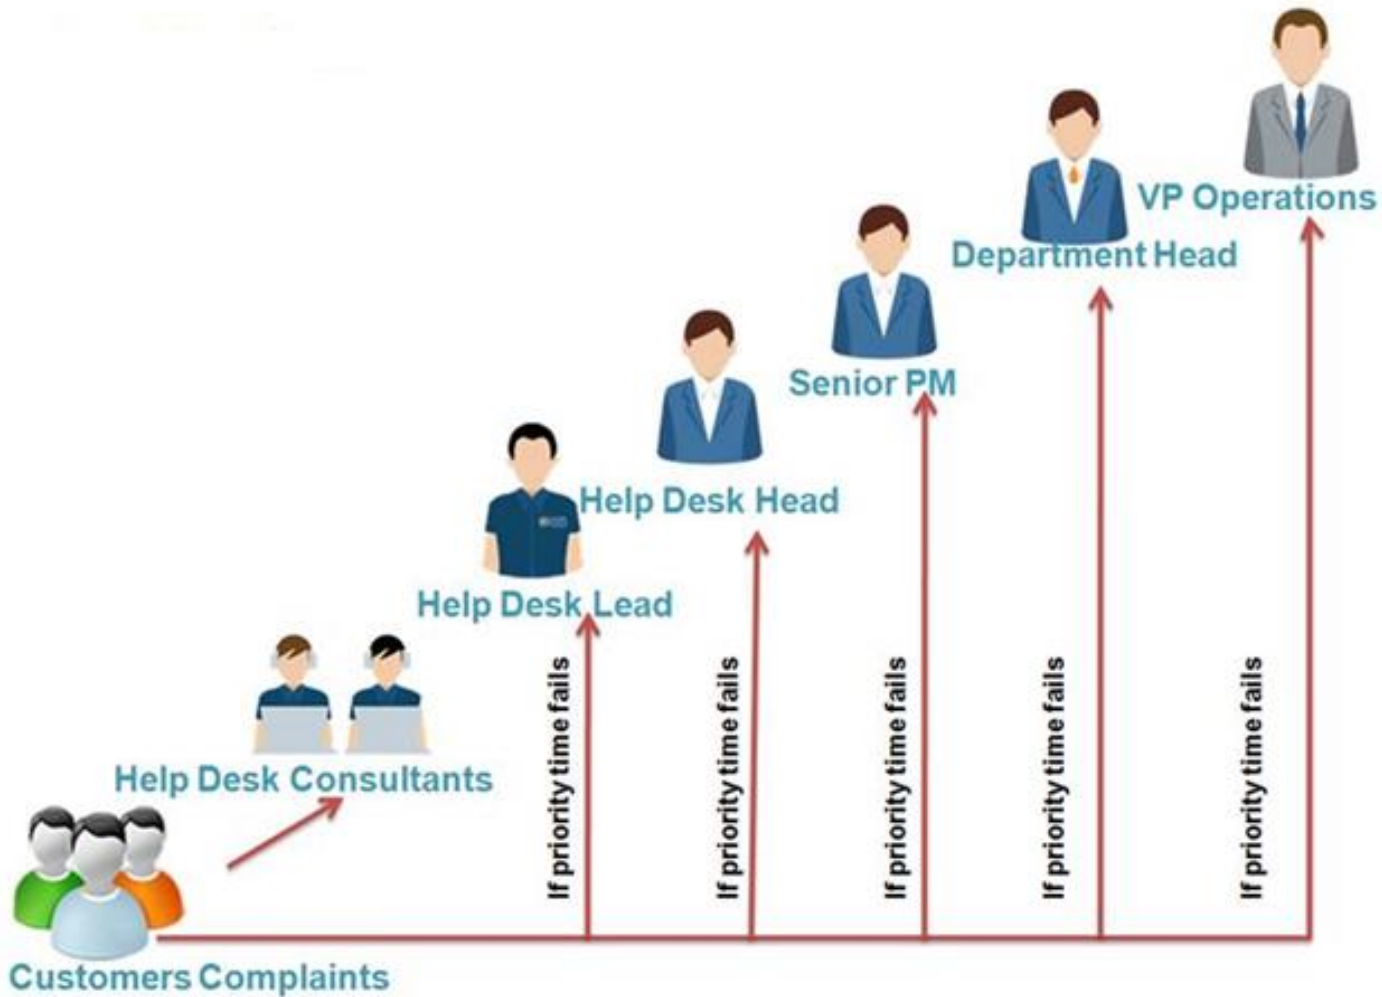 VP Operations
Department Head
Senior PM
Help Desk Head
Help Desk Lead
Help Desk Consultants
If priority time fails
If priority time fails
If priority time fails
If priority time fails
If priority time fails
Customers Complaints